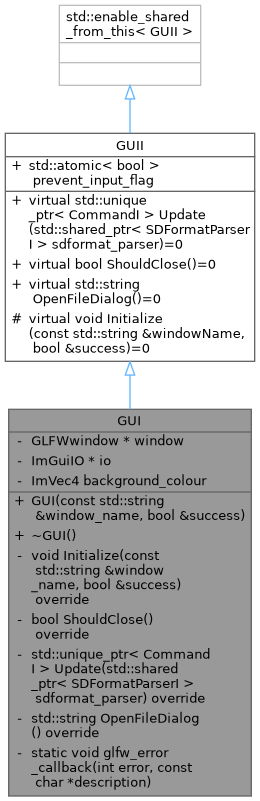 std::enable_shared
_from_this< GUII >
GUII
+ std::atomic< bool >
prevent_input_flag
+ virtual std::unique
_ptr< CommandI > Update
(std::shared_ptr< SDFormatParser
I > sdformat_parser)=0
+ virtual bool ShouldClose()=0
+ virtual std::string
OpenFileDialog()=0
# virtual void Initialize
(const std::string &windowName,
bool &success)=0
GUI
- GLFWwindow * window
- ImGuiIO * io
- ImVec4 background_colour
+ GUI(const std::string
&window_name, bool &success)
+ ~GUI()
- void Initialize(const
std::string &window
_name, bool &success)
override
- bool ShouldClose()
override
- std::unique_ptr< Command
I > Update(std::shared
_ptr< SDFormatParserI >
sdformat_parser) override
- std::string OpenFileDialog
() override
- static void glfw_error
_callback(int error, const
char *description)